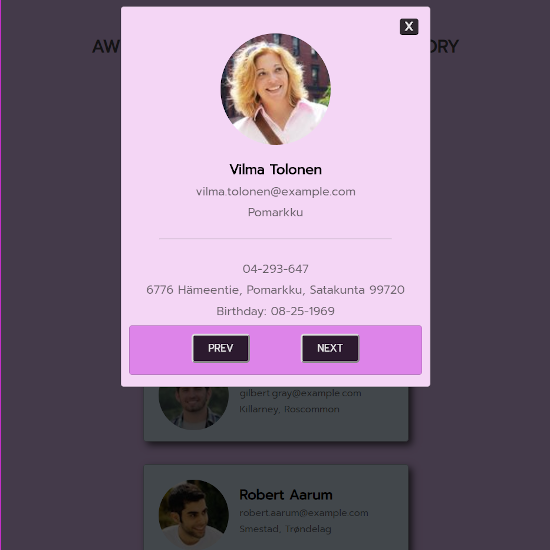 AW
ORY
X
Vilma Tolonen
vilma.tolonen@example.com
Pomarkku
04-293-647
6776 Hämeentie, Pomarkku, Satakunta 99720
Birthday: 08-25-1969
PREV
NEXT
gilbert.gray@example.com
Killarney, Roscommon
Robert Aarum
robert.aarum@example.com
Smestad, Trøndelag